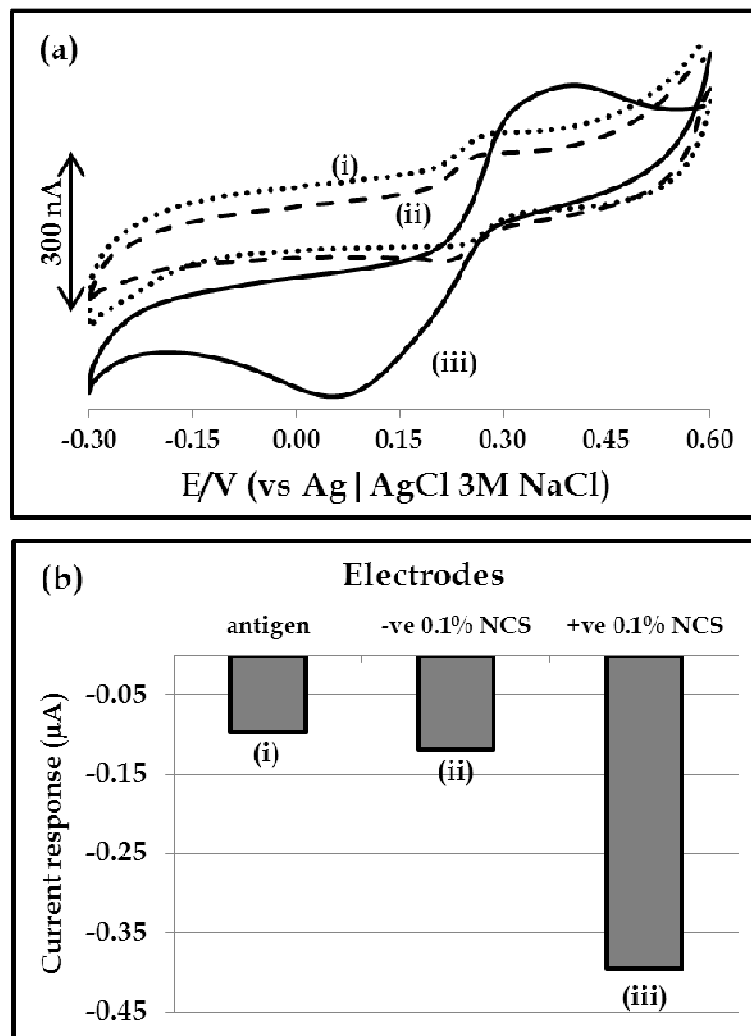 (a)
300 nA
(i)
(ii)
(iii)
-0.30 -0.15 0.00 0.15 0.30 0.45 0.60
E/V (vs Ag|AgCl 3M NaCl)
(b) Electrodes
antigen -ve 0.1% NCS +ve 0.1% NCS
Current response (µA)
-0.05
-0.15
-0.25
-0.35
-0.45
(i)
(ii)
(iii)